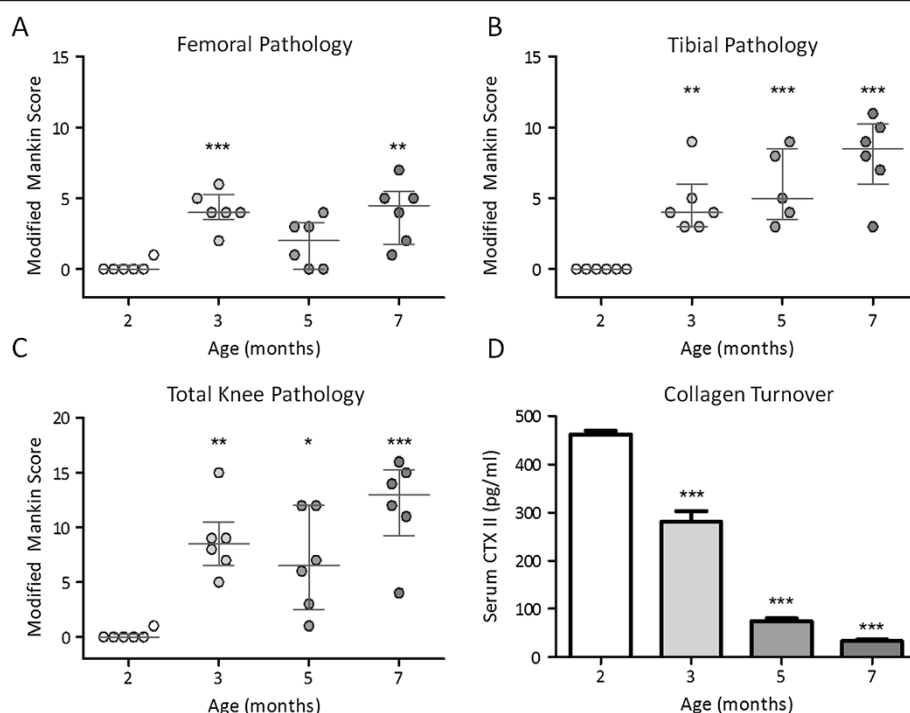 A
Femoral Pathology
Modified Mankin Score
15
10
5
0
***
**
2 3 5 7
Age (months)
B
Tibial Pathology
Modified Mankin Score
15
10
5
0
** *** ***
2 3 5 7
Age (months)
C
Total Knee Pathology
Modified Mankin Score
20
15
10
5
0
** * ***
2 3 5 7
Age (months)
D
Collagen Turnover
Serum CTX II (pg/ml)
500
400
300
200
100
0
***
***
***
2 3 5 7
Age (months)